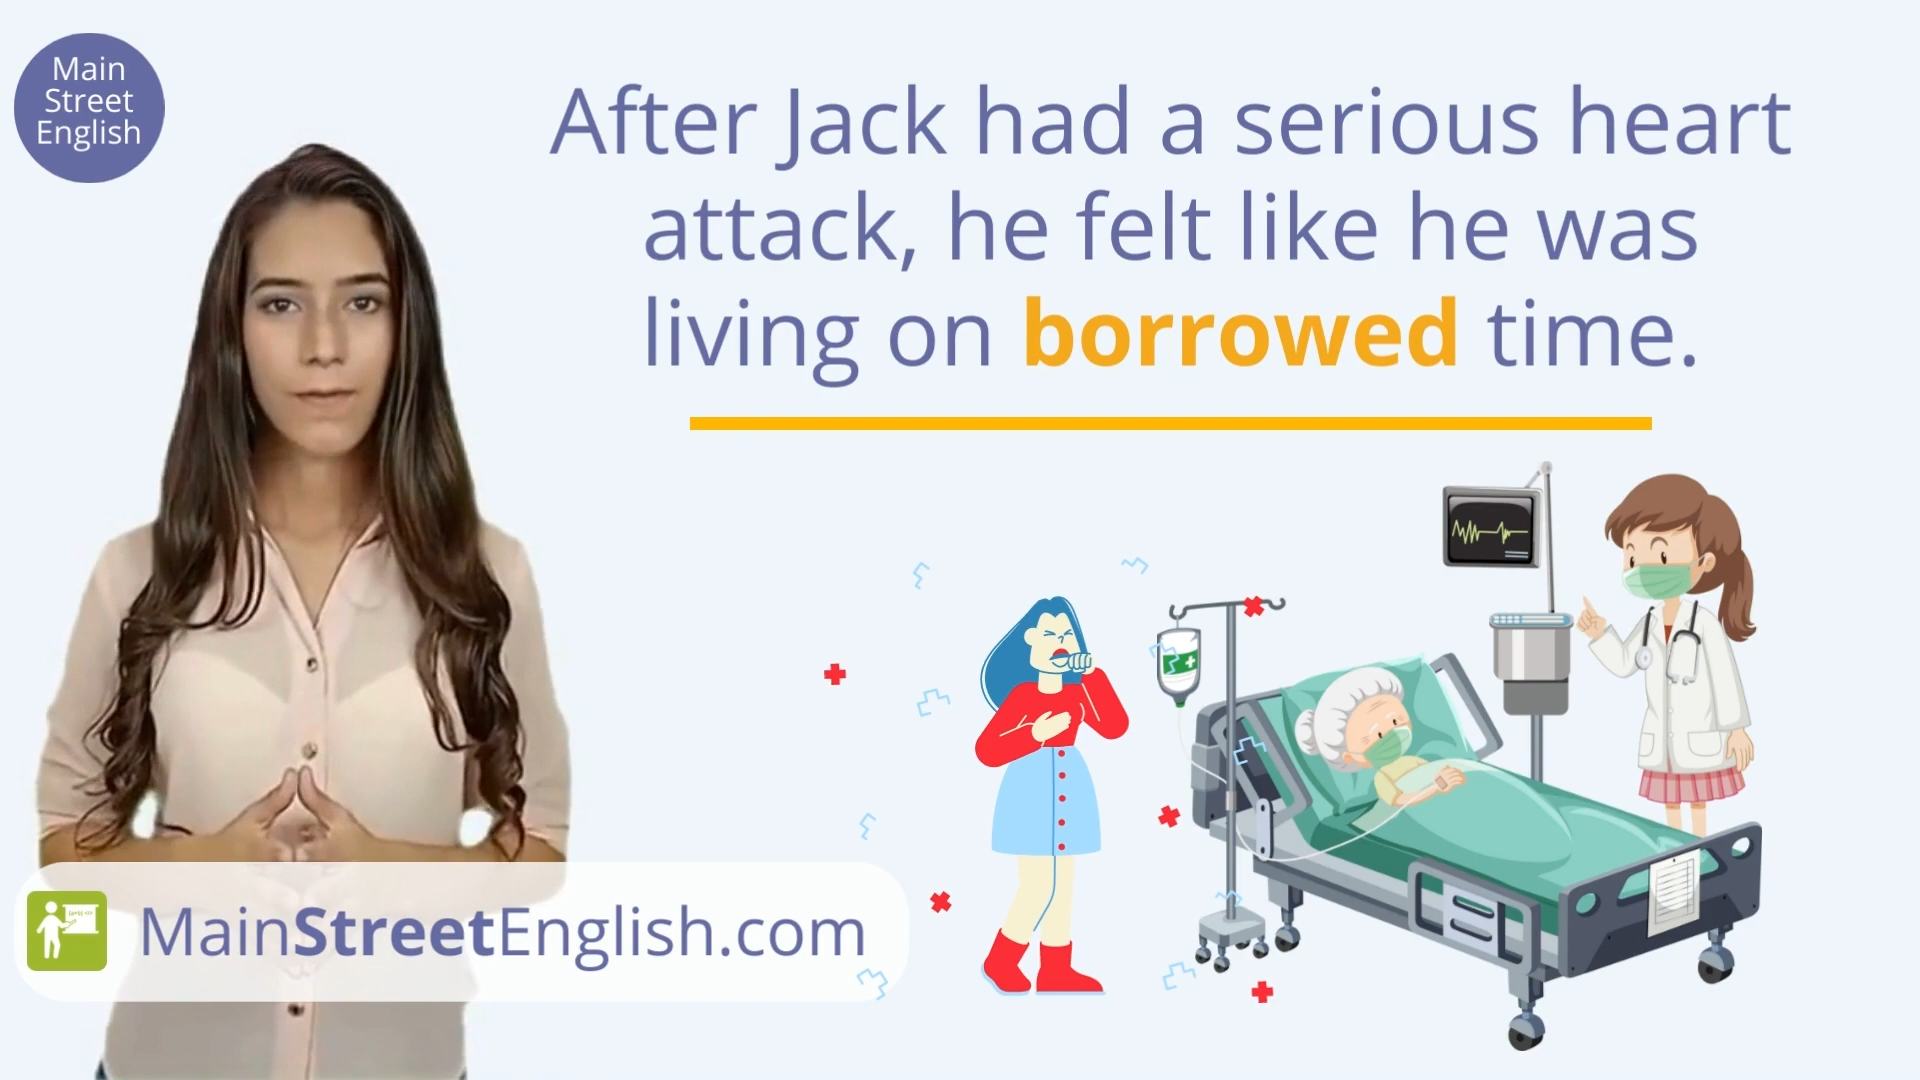 Main
Street
English
After Jack had a serious heart
attack, he felt like he was
living on borrowed time.
MainStreetEnglish.com